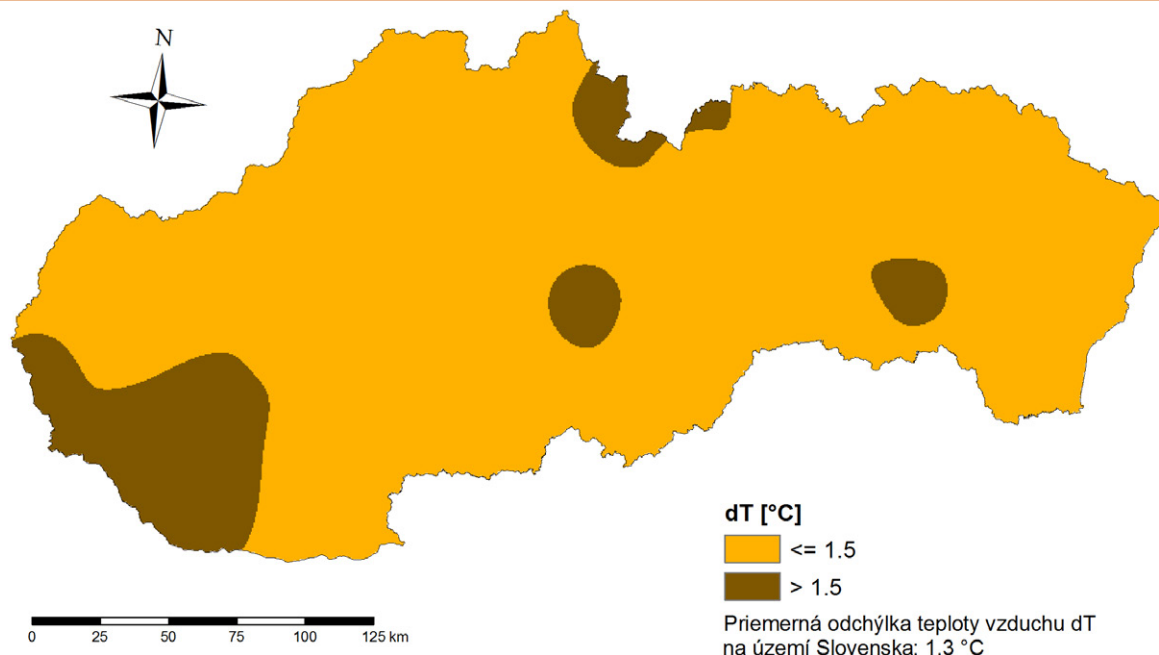 N
dT [°C]
<= 1.5
> 1.5
Priemerná odchýlka teploty vzduchu dT
na území Slovenska: 1.3 °C
0 25 50 75 100 125 km